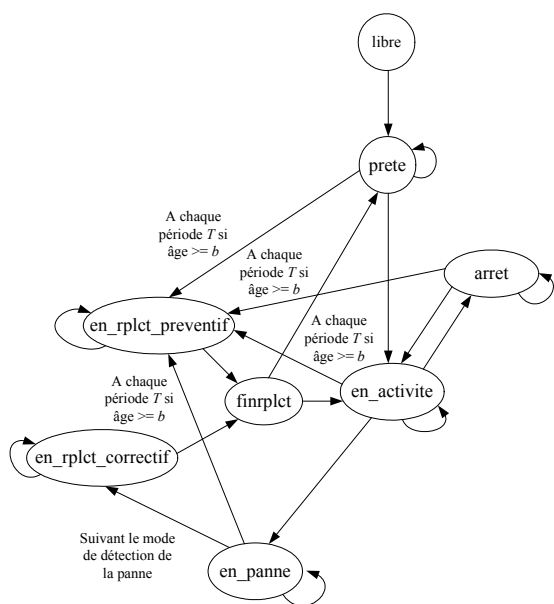 libre
prete
A chaque
période T si
âge >= b
A chaque
période T si
âge >= b
arret
en_rplct_preventif
A chaque
période T si
âge >= b
A chaque
période T si
âge >= b
finrplct
en_activite
en_rplct_correctif
Suivant le mode
de détection de
la panne
en_panne